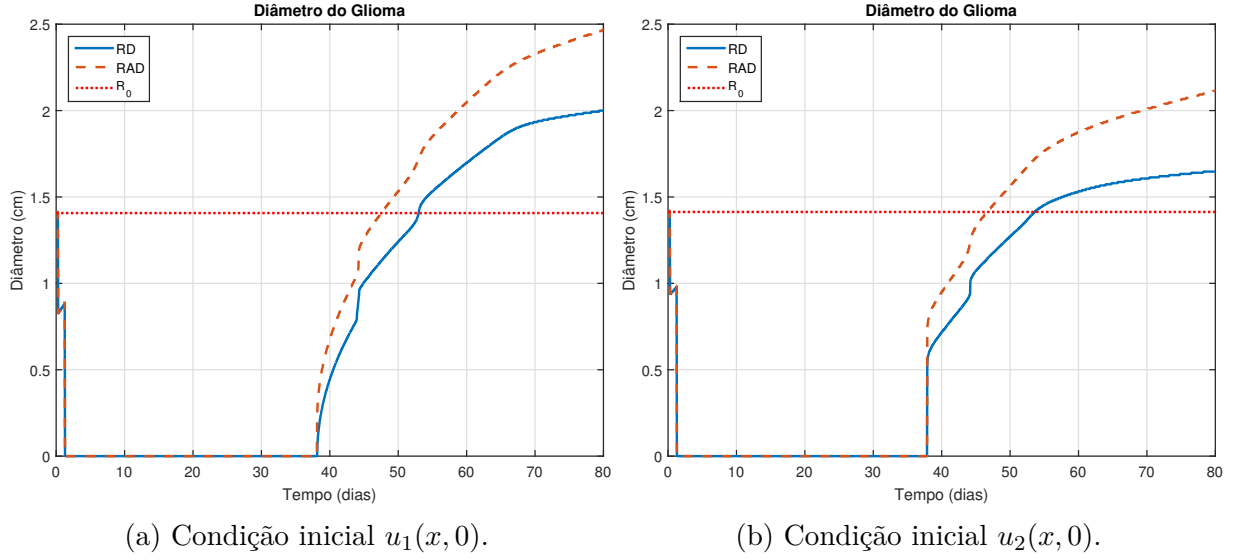 Diâmetro do Glioma
2.5
2
1.5
1
0.5
0
Diâmetro (cm)
RD
RAD
R0
0 10 20 30 40 50 60 70 80
Tempo (dias)
(a) Condição inicial u1(x, 0).
Diâmetro do Glioma
2.5
2
1.5
1
0.5
0
Diâmetro (cm)
RD
RAD
R0
0 10 20 30 40 50 60 70 80
Tempo (dias)
(b) Condição inicial u2(x, 0).